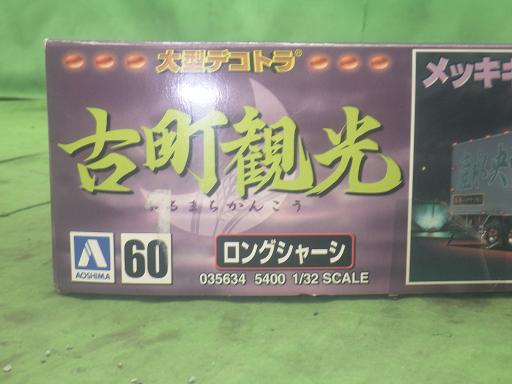 大型デコトラ
メッキキ
古町観光
ふるまちかんこう
AOSHIMA
60
ロングシャーシ
035634 5400 1/32 SCALE